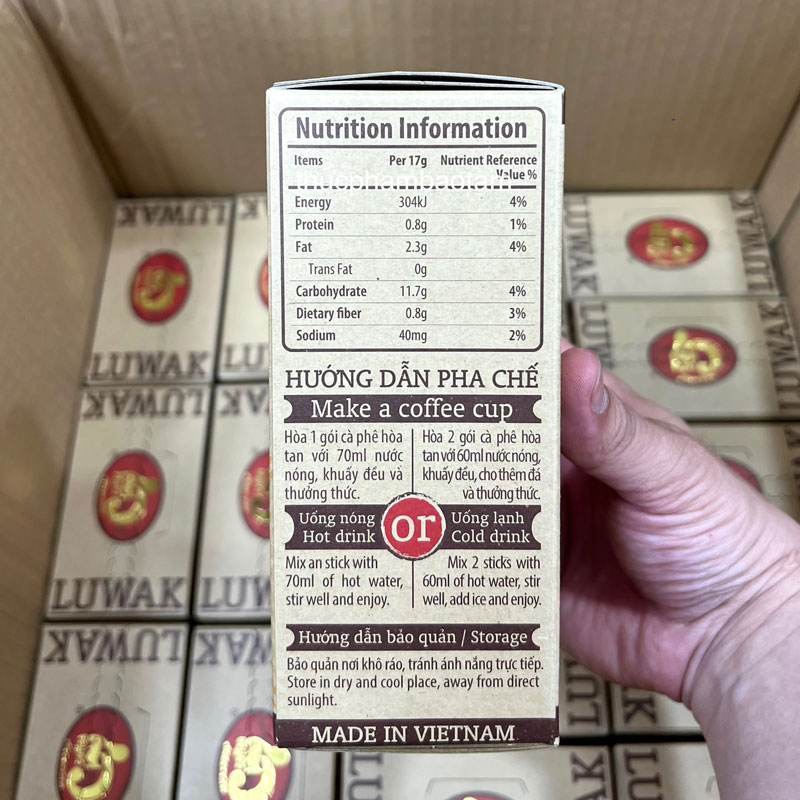 Nutrition Information
Items Per 17g Nutrient Reference
Value %
thucphambaotam
Energy 304kJ 4%
Protein 0.8g 1%
Fat 2.3g 4%
Trans Fat 0g
Carbohydrate 11.7g 4%
Dietary fiber 0.8g 3%
Sodium 40mg 2%
HƯỚNG DẪN PHA CHẾ
Make a coffee cup
Hòa 1 gói cà phê hòa
tan với 70ml nước
nóng, khuấy đều và
thưởng thức.
Uống nóng
Hot drink
Mix an stick with
70ml of hot water,
stir well and enjoy.
or
Hòa 2 gói cà phê hòa
tan với 60ml nước nóng,
khuấy đều, cho thêm đá
và thưởng thức.
Uống lạnh
Cold drink
Mix 2 sticks with
60ml of hot water, stir
well, add ice and enjoy.
Hướng dẫn bảo quản / Storage
Bảo quản nơi khô ráo, tránh ánh nắng trực tiếp.
Store in dry and cool place, away from direct
sunlight.
MADE IN VIETNAM
LUWAK
LUWAK
LUWAK
LUWAK
LUWAK
LUWAK
LUWAK
LUWAK
LUWAK